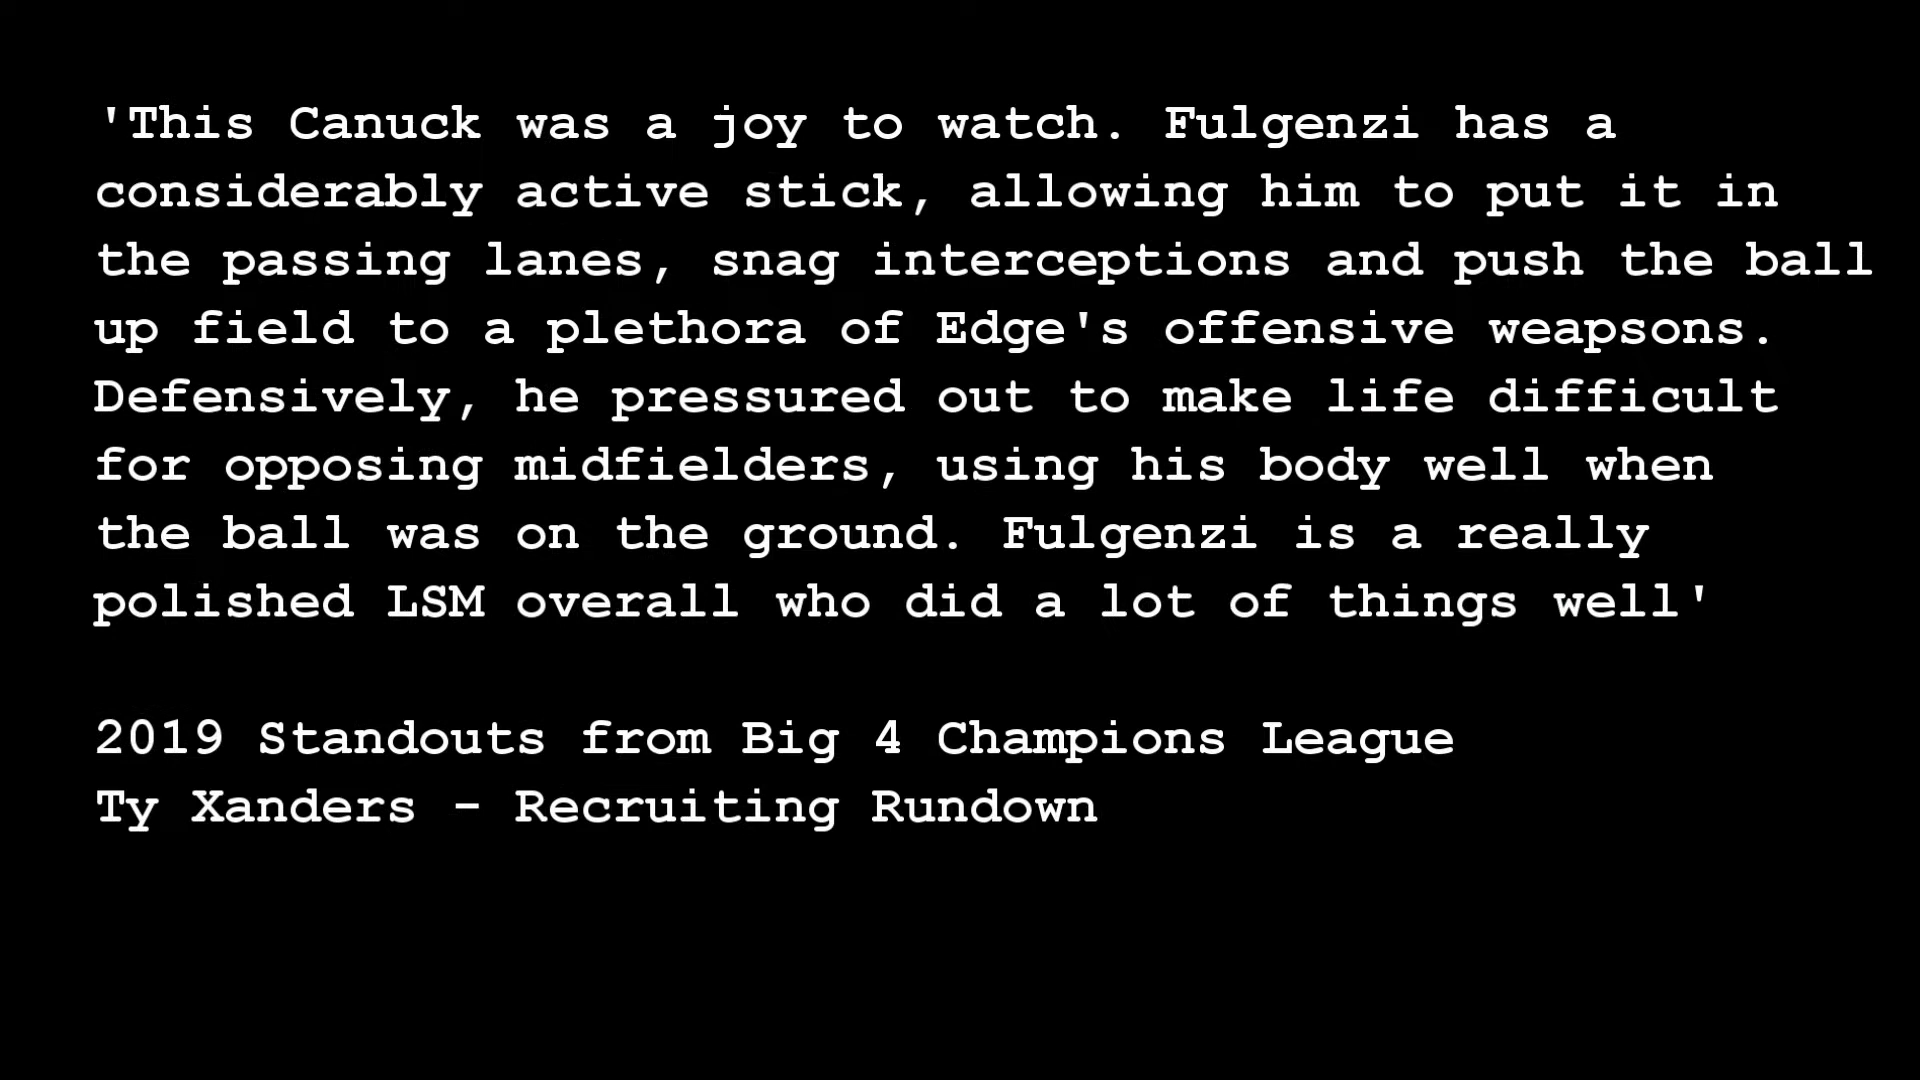 'This Canuck was a joy to watch. Fulgenzi has a
considerably active stick, allowing him to put it in
the passing lanes, snag interceptions and push the ball
up field to a plethora of Edge's offensive weapsons.
Defensively, he pressured out to make life difficult
for opposing midfielders, using his body well when
the ball was on the ground. Fulgenzi is a really
polished LSM overall who did a lot of things well'
2019 Standouts from Big 4 Champions League
Ty Xanders - Recruiting Rundown